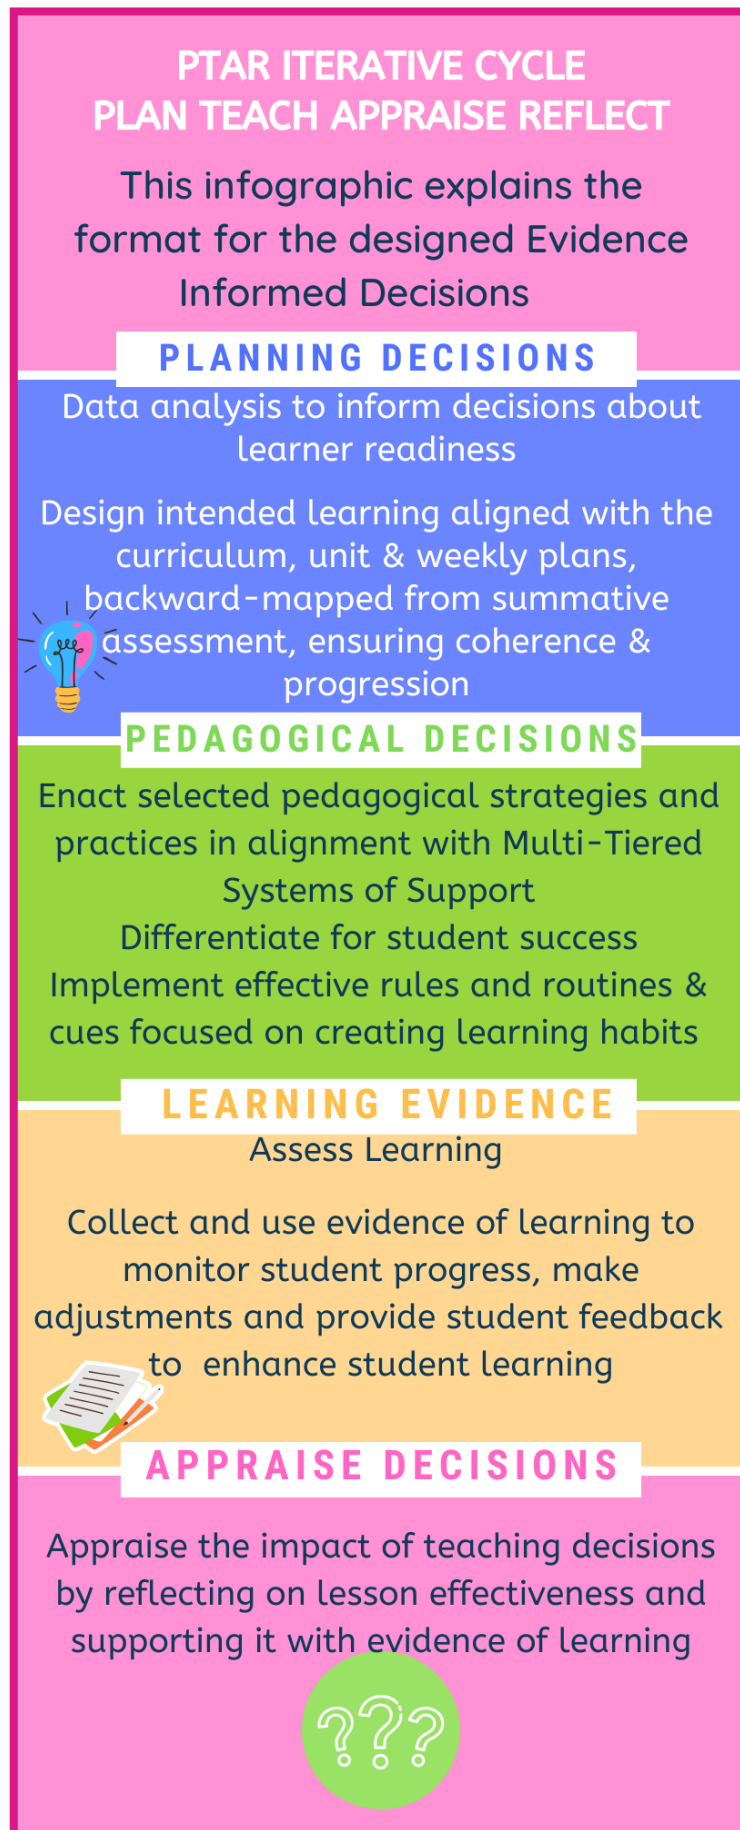 PTAR ITERATIVE CYCLE
PLAN TEACH APPRAISE REFLECT
This infographic explains the
format for the designed Evidence
Informed Decisions
PLANNING DECISIONS
Data analysis to inform decisions about
learner readiness
Design intended learning aligned with the
curriculum, unit & weekly plans,
backward-mapped from summative
assessment, ensuring coherence &
progression
PEDAGOGICAL DECISIONS
Enact selected pedagogical strategies and
practices in alignment with Multi-Tiered
Systems of Support
Differentiate for student success
Implement effective rules and routines &
cues focused on creating learning habits
LEARNING EVIDENCE
Assess Learning
Collect and use evidence of learning to
monitor student progress, make
adjustments and provide student feedback
to enhance student learning
APPRAISE DECISIONS
Appraise the impact of teaching decisions
by reflecting on lesson effectiveness and
supporting it with evidence of learning
???